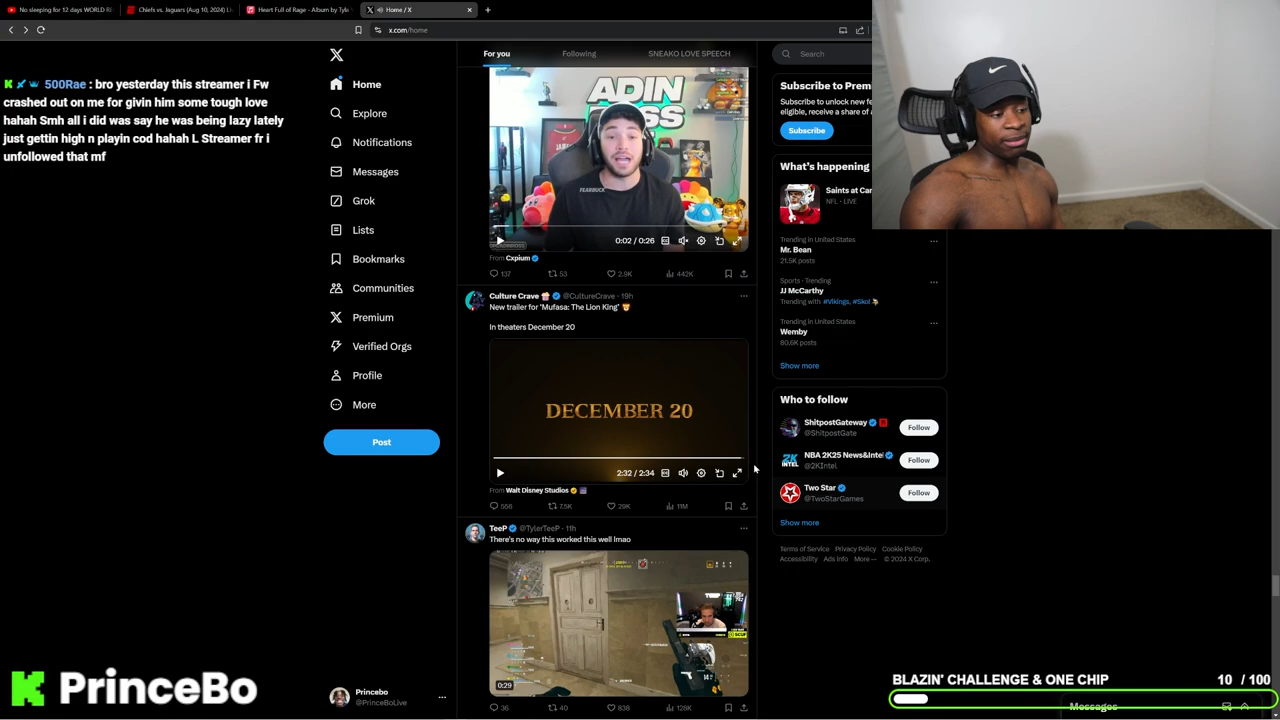 No sleeping for 12 days WORLD RE
Chiefs vs. Jaguars (Aug 10, 2024) Li
Heart Full of Rage - Album by Tyle
Home / X
x.com/home
500Rae : bro yesterday this streamer i Fw
crashed out on me for givin him some tough love
hahh Smh all i did was say he was being lazy lately
just gettin high n playin cod hahah L Streamer fr i
unfollowed that mf
Home
Explore
Notifications
Messages
Grok
Lists
Bookmarks
Communities
Premium
Verified Orgs
Profile
More
Post
Princebo
@PrinceBoLive
PrinceBo
For you
Following
SNEAKO LOVE SPEECH
ADIN
FEARBUCK
0:02 / 0:26
From Cxpium
137
53
2.9K
442K
Culture Crave @CultureCrave · 19h
New trailer for 'Mufasa: The Lion King'
In theaters December 20
DECEMBER 20
2:32 / 2:34
From Walt Disney Studios
556
7.5K
29K
11M
TeeP @TylerTeeP · 11h
There's no way this worked this well lmao
0:29
36
40
838
128K
Search
Subscribe to Prem
Subscribe to unlock new fe
eligible, receive a share of a
Subscribe
What's happening
Saints at Car
NFL · LIVE
Trending in United States
Mr. Bean
21.5K posts
Sports · Trending
JJ McCarthy
Trending with #Vikings, #Skol
Trending in United States
Wemby
60.6K posts
Show more
Who to follow
ShitpostGateway
@ShitpostGate
Follow
NBA 2K25 News&Intel
@2KIntel
Follow
Two Star
@TwoStarGames
Follow
Show more
Terms of Service Privacy Policy Cookie Policy
Accessibility Ads info More ··· © 2024 X Corp.
BLAZIN' CHALLENGE & ONE CHIP 10 / 100
Messages